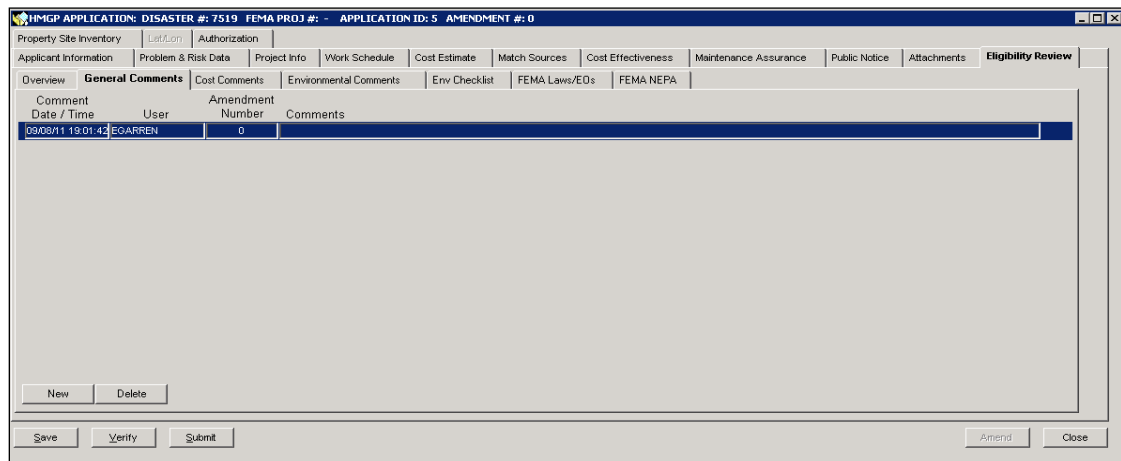 HMGP APPLICATION: DISASTER #: 7519 FEMA PROJ #: - APPLICATION ID: 5 AMENDMENT #: 0
Property Site Inventory Lat/Lon Authorization
Applicant Information Problem & Risk Data Project Info Work Schedule Cost Estimate Match Sources Cost Effectiveness Maintenance Assurance Public Notice Attachments Eligibility Review
Overview General Comments Cost Comments Environmental Comments Env Checklist FEMA Laws/EOs FEMA NEPA
Comment Amendment
Date / Time User Number Comments
09/08/11 19:01:42 EGARREN 0
New Delete
Save Verify Submit Amend Close